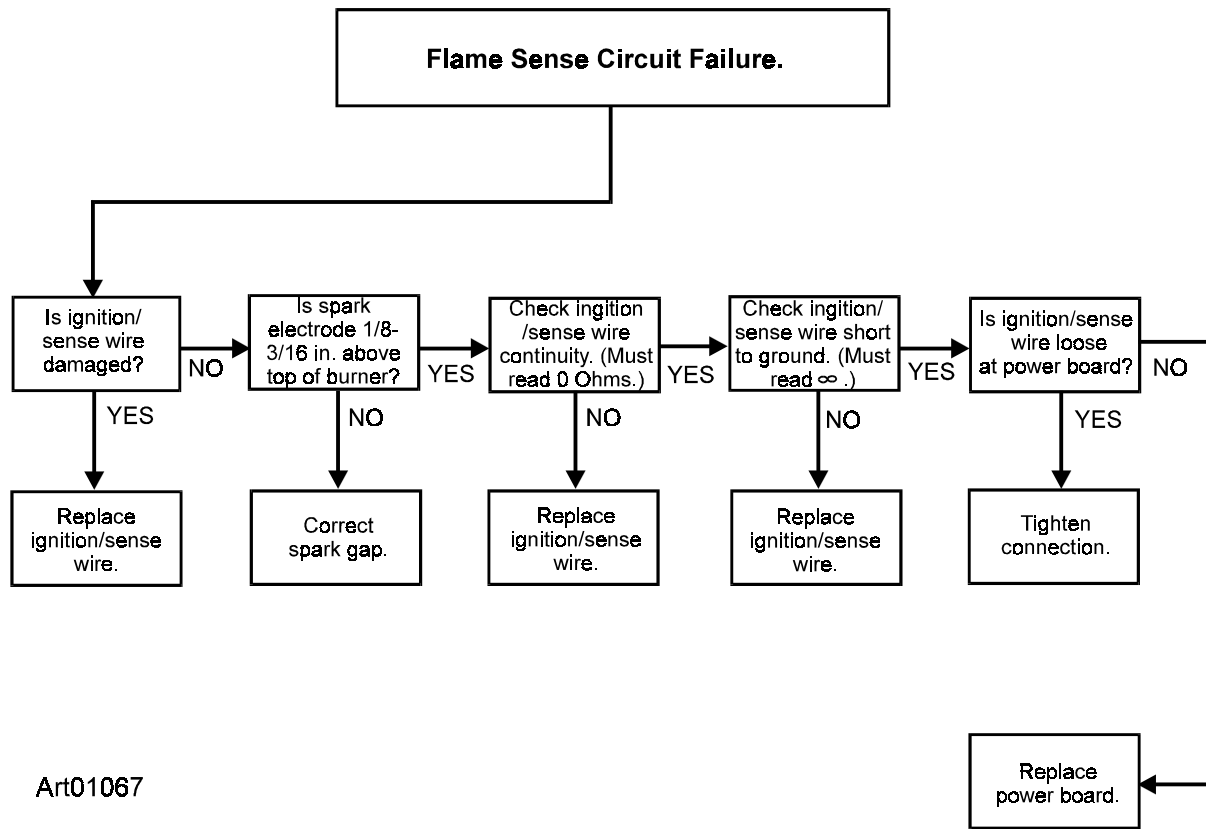 Flame Sense Circuit Failure.
Is ignition/
sense wire
damaged?
NO
YES
Replace
ignition/sense
wire.
Is spark
electrode 1/8-
3/16 in. above
top of burner?
YES
NO
Correct
spark gap.
Check ingition
/sense wire
continuity. (Must
read 0 Ohms.)
YES
NO
Replace
ignition/sense
wire.
Check ingition/
sense wire short
to ground. (Must
read ∞ .)
YES
NO
Replace
ignition/sense
wire.
Is ignition/sense
wire loose
at power board?
NO
YES
Tighten
connection.
Replace
power board.
Art01067